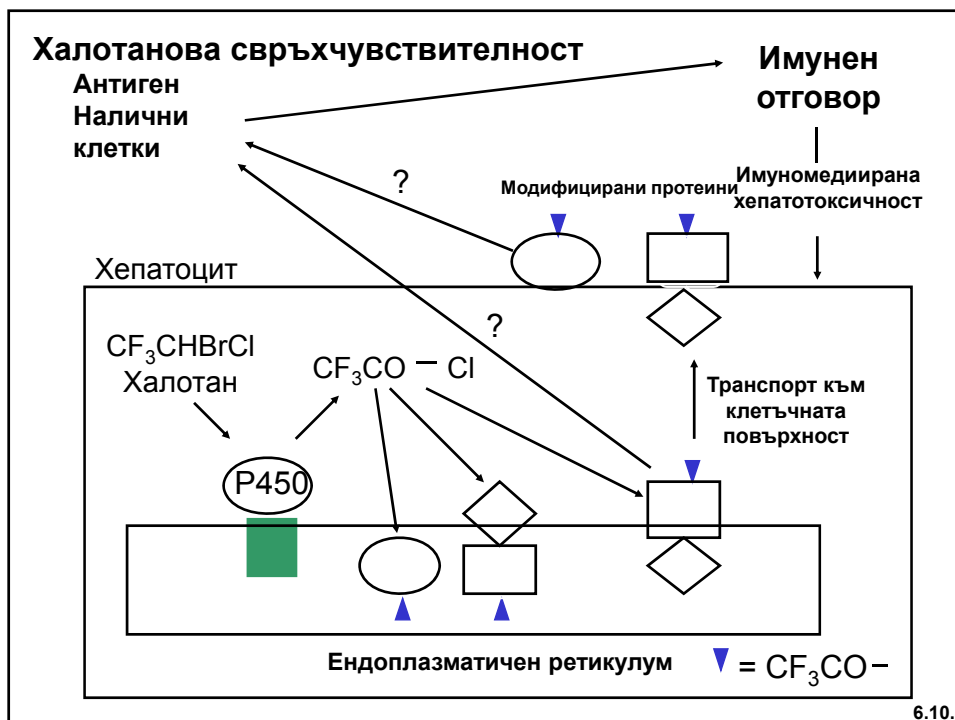 Халотанова свръхчувствителност
Антиген
Налични
клетки
Имунен
отговор
?
Модифицирани протеини
Имуномедиирана
хепатотоксичност
Хепатоцит
?
CF₃CHBrCl
Халотан
CF₃CO — Cl
Транспорт към
клетъчната
повърхност
P450
Ендоплазматичен ретикулум
= CF₃CO—
6.10.